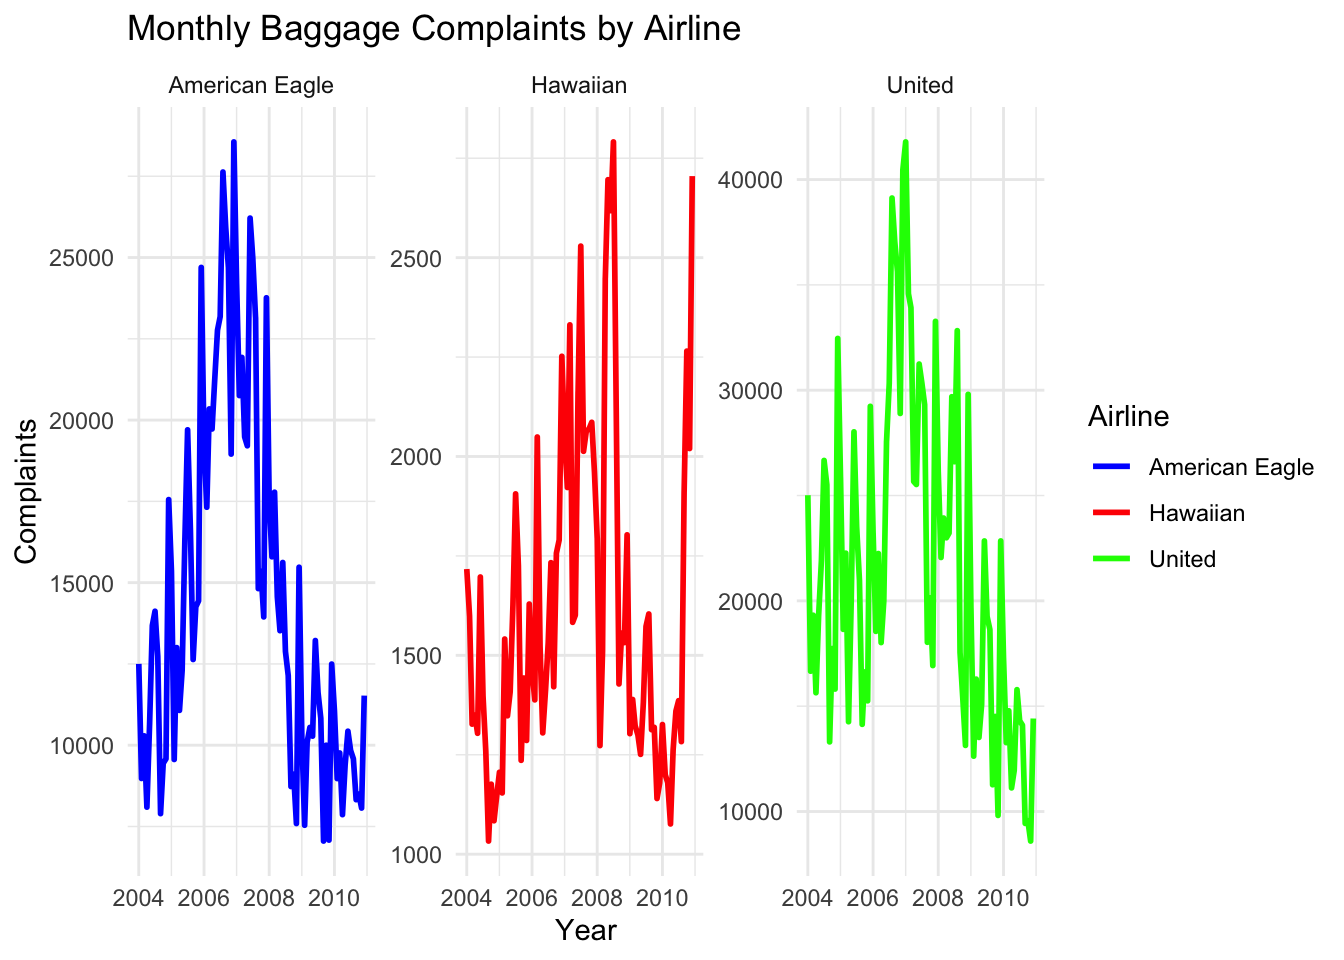 Monthly Baggage Complaints by Airline
American Eagle
Hawaiian
United
Complaints
25000
20000
15000
10000
2500
2000
1500
1000
40000
30000
20000
10000
2004 2006 2008 2010
2004 2006 2008 2010
2004 2006 2008 2010
Year
Airline
American Eagle
Hawaiian
United